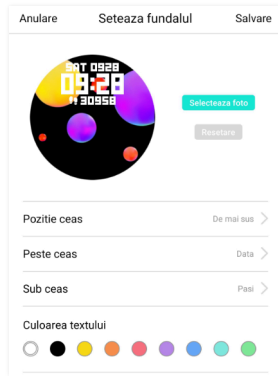 Anulare Seteaza fundalul Salvare
SAT 0928
09:28
30958
Selecteaza foto
Resetare
Pozitie ceas De mai sus
Peste ceas Data
Sub ceas Pasi
Culoarea textului